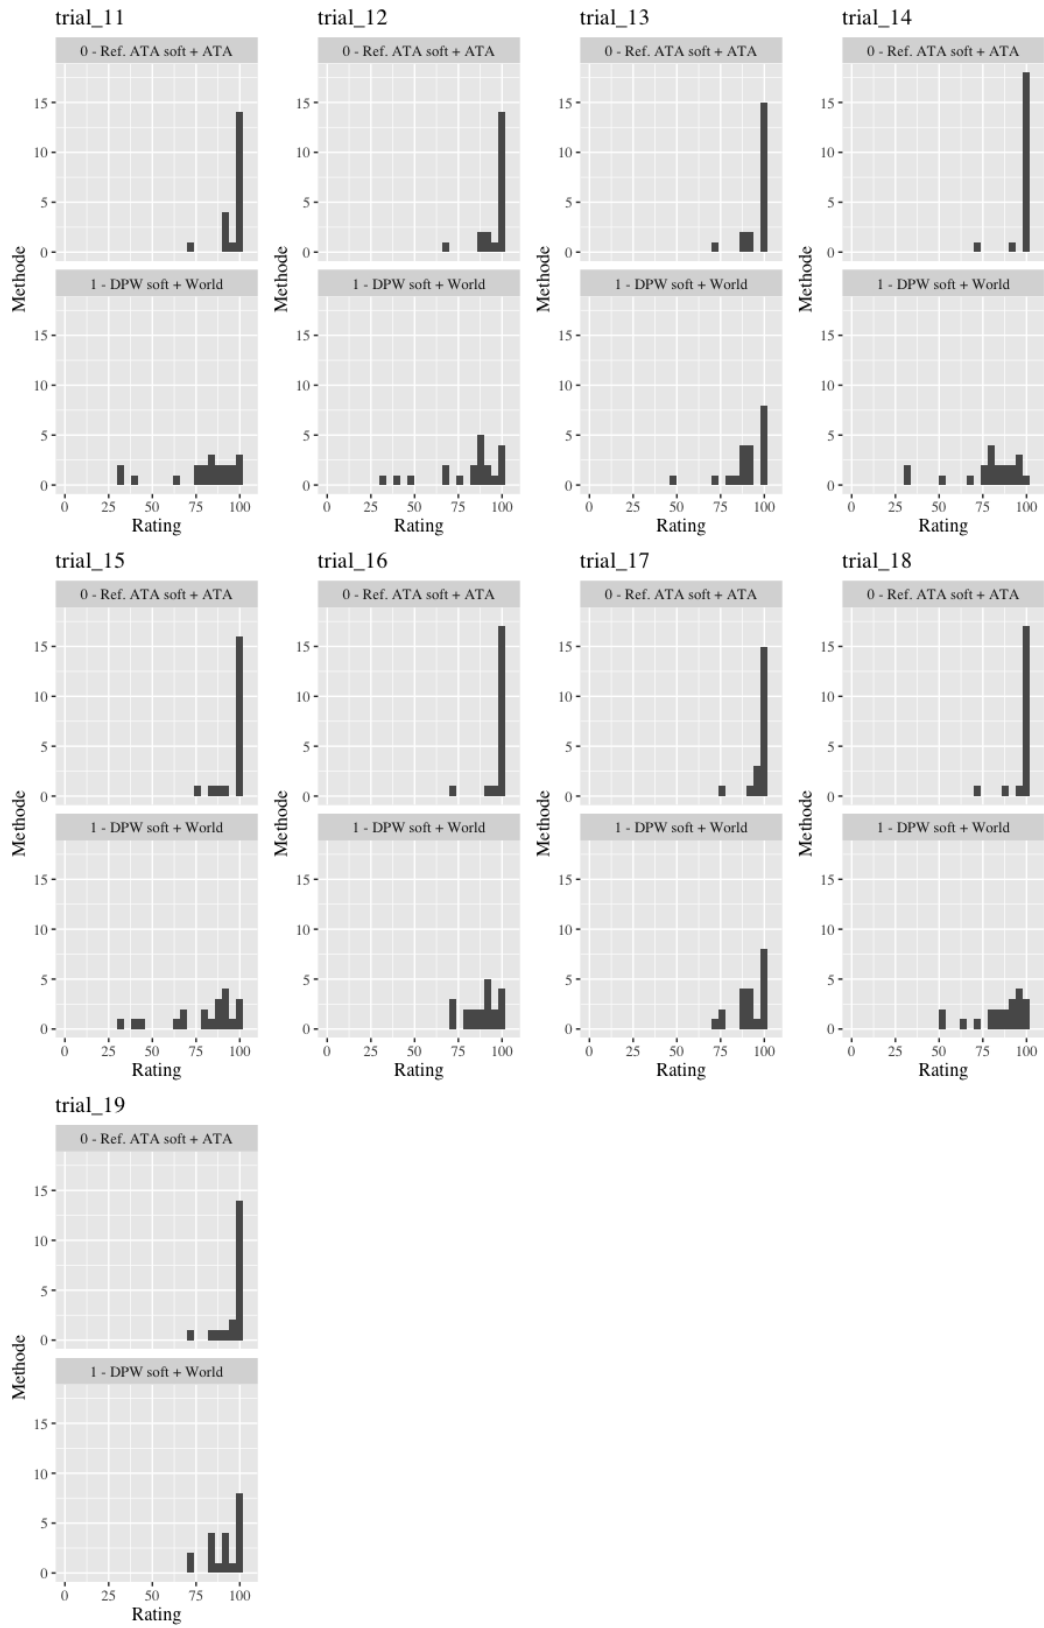 trial_11
0 - Ref. ATA soft + ATA
15
10
5
0
1 - DPW soft + World
15
10
5
0
0 25 50 75 100
Rating
Methode
trial_12
0 - Ref. ATA soft + ATA
15
10
5
0
1 - DPW soft + World
15
10
5
0
0 25 50 75 100
Rating
Methode
trial_13
0 - Ref. ATA soft + ATA
15
10
5
0
1 - DPW soft + World
15
10
5
0
0 25 50 75 100
Rating
Methode
trial_14
0 - Ref. ATA soft + ATA
15
10
5
0
1 - DPW soft + World
15
10
5
0
0 25 50 75 100
Rating
Methode
trial_15
0 - Ref. ATA soft + ATA
15
10
5
0
1 - DPW soft + World
15
10
5
0
0 25 50 75 100
Rating
Methode
trial_16
0 - Ref. ATA soft + ATA
15
10
5
0
1 - DPW soft + World
15
10
5
0
0 25 50 75 100
Rating
Methode
trial_17
0 - Ref. ATA soft + ATA
15
10
5
0
1 - DPW soft + World
15
10
5
0
0 25 50 75 100
Rating
Methode
trial_18
0 - Ref. ATA soft + ATA
15
10
5
0
1 - DPW soft + World
15
10
5
0
0 25 50 75 100
Rating
Methode
trial_19
0 - Ref. ATA soft + ATA
15
10
5
0
1 - DPW soft + World
15
10
5
0
0 25 50 75 100
Rating
Methode